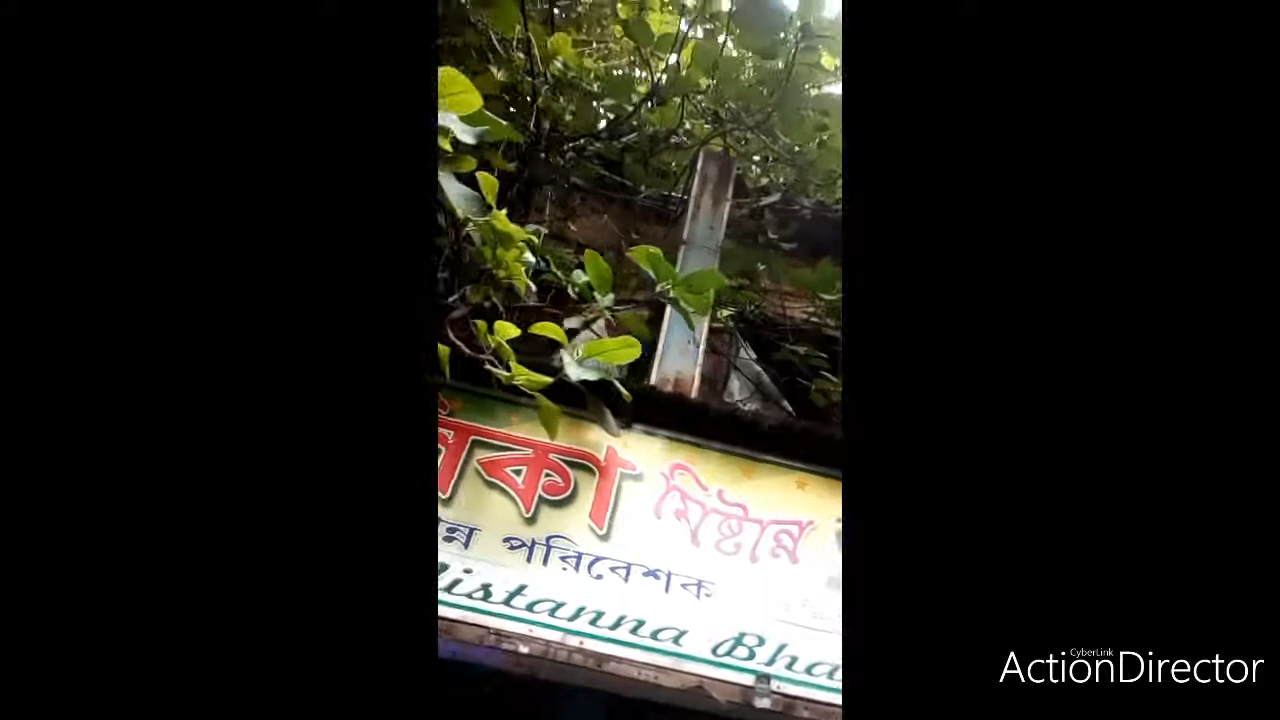 কা মিষ্টান্ন
ন্ন পরিবেশক
istanna Bha
CyberLink
ActionDirector